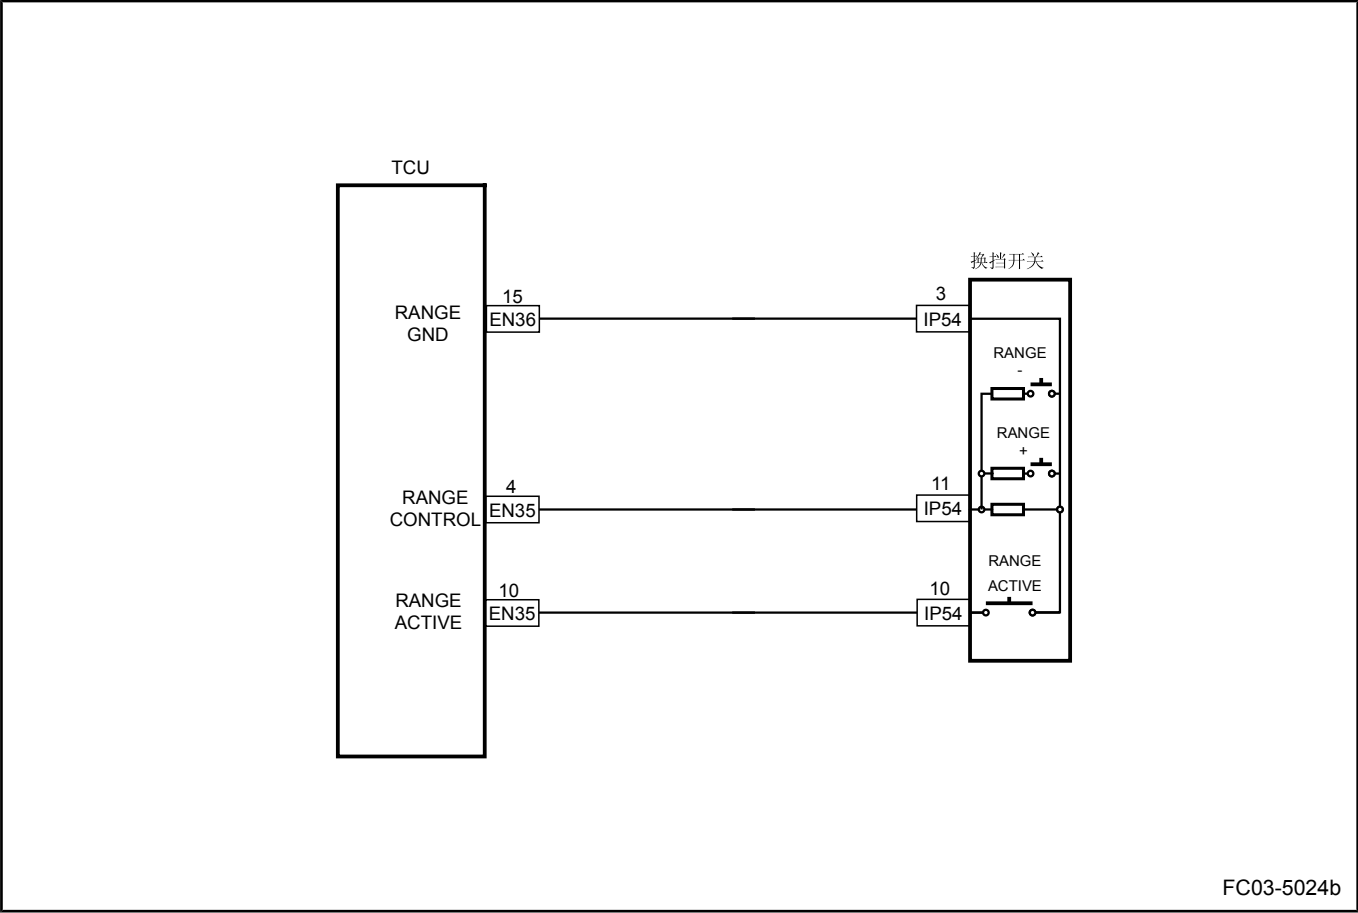 TCU
换挡开关
RANGE
GND
15
EN36
3
IP54
RANGE
-
RANGE
+
RANGE
CONTROL
4
EN35
11
IP54
RANGE
ACTIVE
RANGE
ACTIVE
10
EN35
10
IP54
FC03-5024b